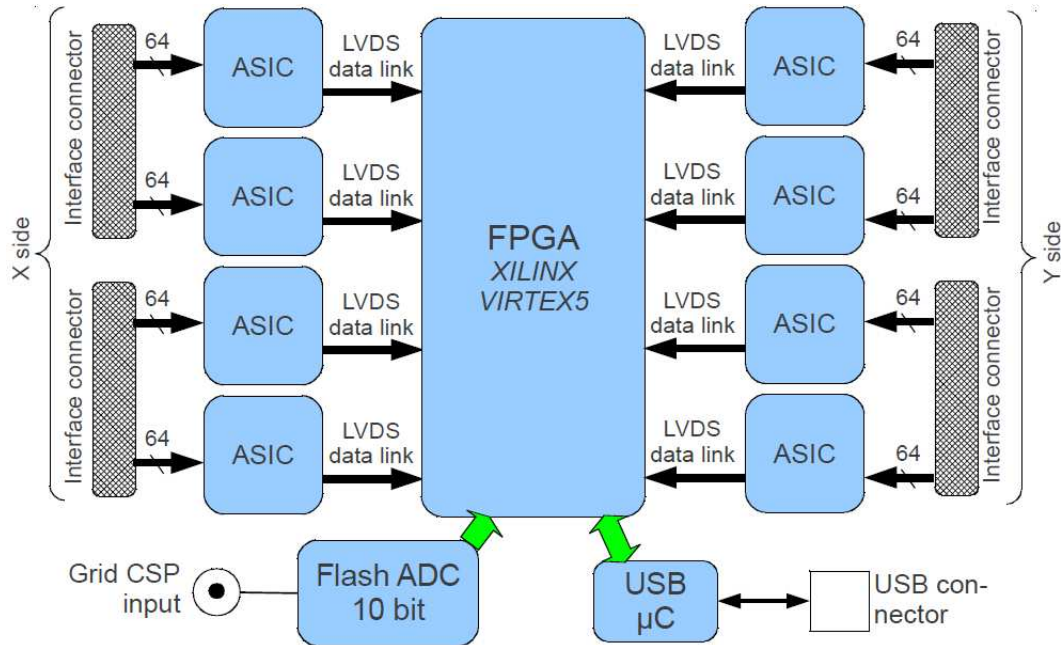 X side
Interface connector
64
ASIC
LVDS
data link
64
ASIC
LVDS
data link
Interface connector
64
ASIC
LVDS
data link
64
ASIC
LVDS
data link
FPGA
XILINX
VIRTEX5
LVDS
data link
ASIC
64
LVDS
data link
ASIC
64
Interface connector
LVDS
data link
ASIC
64
LVDS
data link
ASIC
64
Interface connector
Y side
Grid CSP
input
Flash ADC
10 bit
USB
µC
USB con-
nector